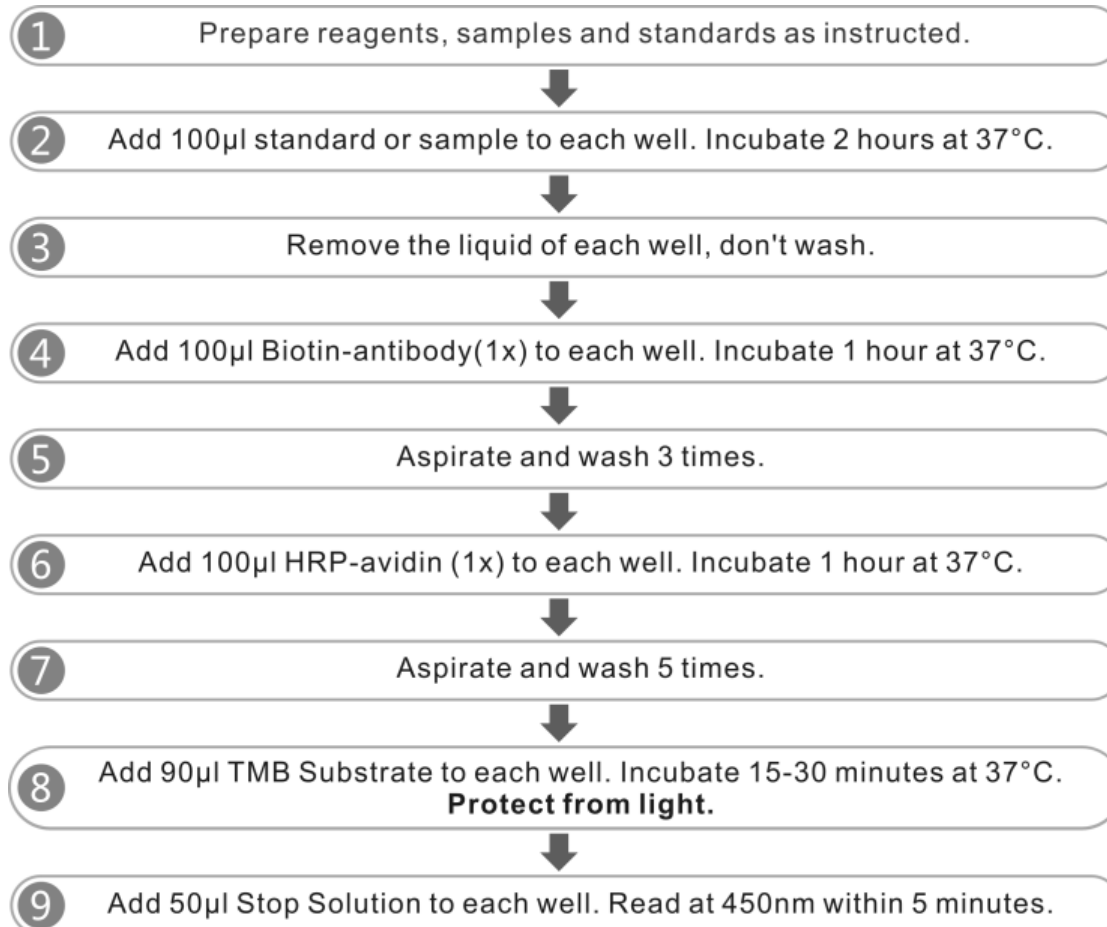 1 Prepare reagents, samples and standards as instructed.
2 Add 100µl standard or sample to each well. Incubate 2 hours at 37°C.
3 Remove the liquid of each well, don't wash.
4 Add 100µl Biotin-antibody(1x) to each well. Incubate 1 hour at 37°C.
5 Aspirate and wash 3 times.
6 Add 100µl HRP-avidin (1x) to each well. Incubate 1 hour at 37°C.
7 Aspirate and wash 5 times.
8 Add 90µl TMB Substrate to each well. Incubate 15-30 minutes at 37°C.
Protect from light.
9 Add 50µl Stop Solution to each well. Read at 450nm within 5 minutes.